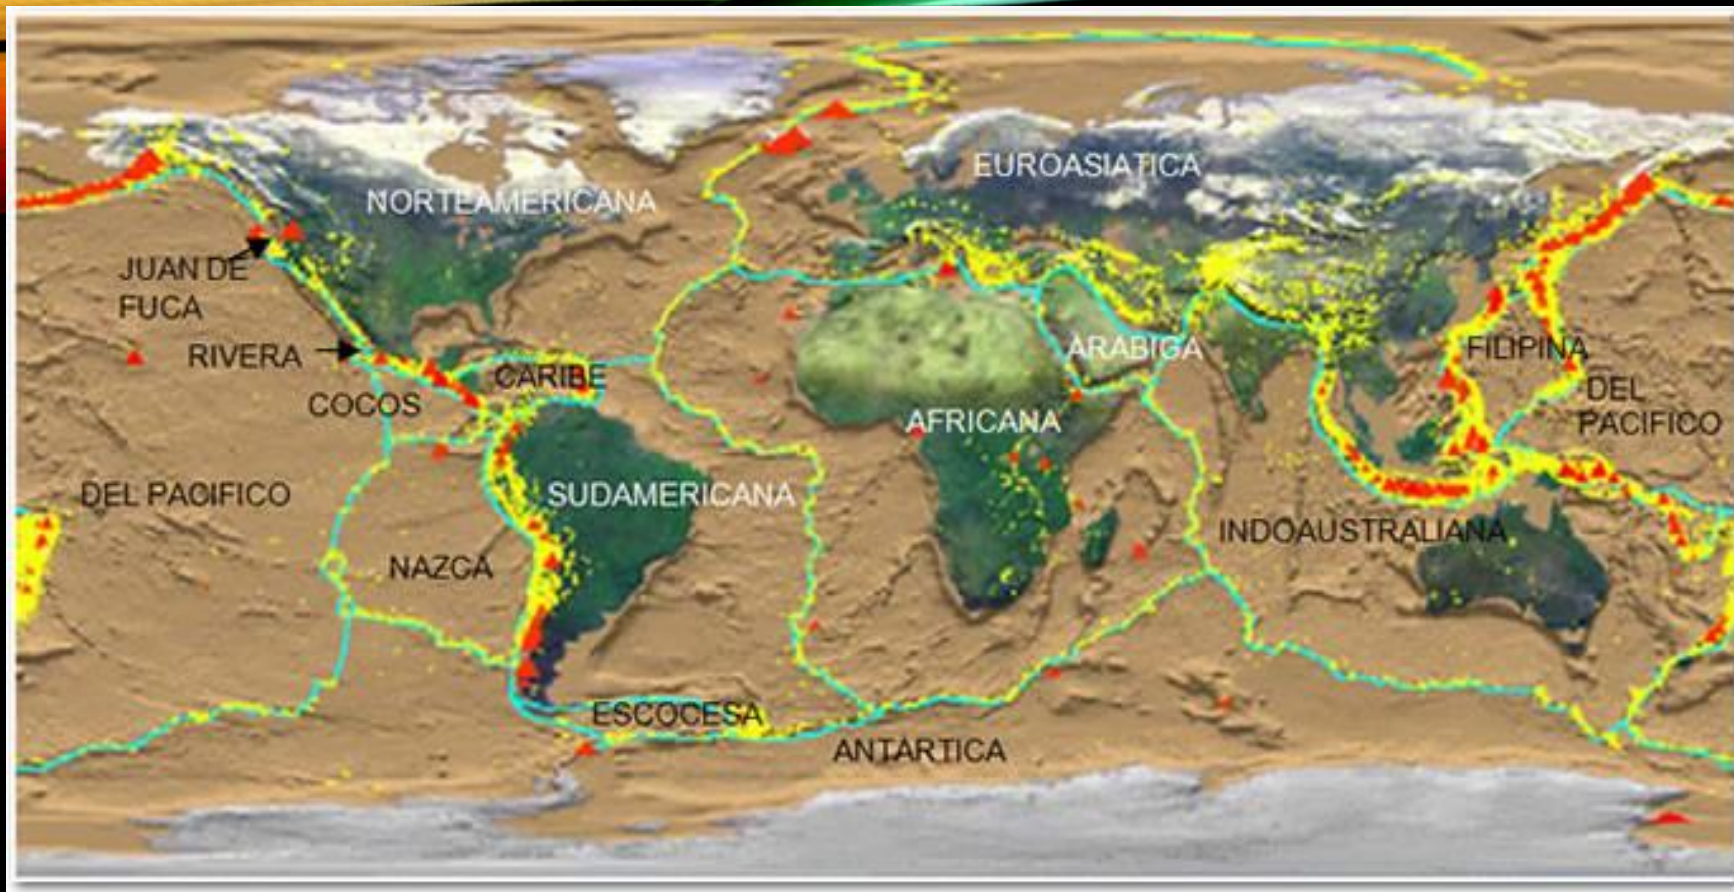 EUROASIATICA
NORTEAMERICANA
JUAN DE
FUCA
RIVERA
CARIBE
COCOS
ARABIGA
FILIPINA
DEL
PACIFICO
AFRICANA
DEL PACIFICO
SUDAMERICANA
INDOAUSTRALIANA
NAZCA
ESCOCESA
ANTARTICA